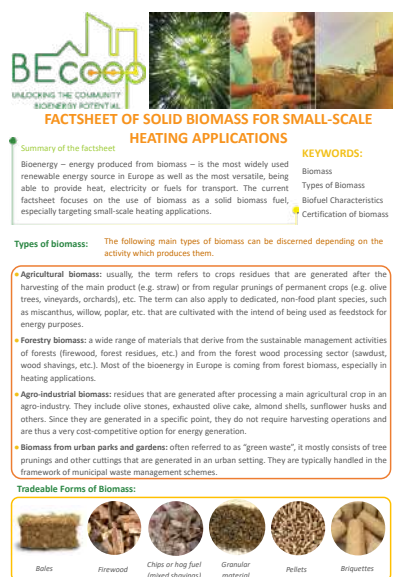 BECOOP
UNLOCKING THE COMMUNITY
BIOENERGY POTENTIAL
FACTSHEET OF SOLID BIOMASS FOR SMALL-SCALE
HEATING APPLICATIONS
Summary of the factsheet
Bioenergy – energy produced from biomass – is the most widely used
renewable energy source in Europe as well as the most versatile, being
able to provide heat, electricity or fuels for transport. The current
factsheet focuses on the use of biomass as a solid biomass fuel,
especially targeting small-scale heating applications.
KEYWORDS:
Biomass
Types of Biomass
Biofuel Characteristics
Certification of biomass
Types of biomass:
The following main types of biomass can be discerned depending on the
activity which produces them.
Agricultural biomass: usually, the term refers to crops residues that are generated after the
harvesting of the main product (e.g. straw) or from regular prunings of permanent crops (e.g. olive
trees, vineyards, orchards), etc. The term can also apply to dedicated, non-food plant species, such
as miscanthus, willow, poplar, etc. that are cultivated with the intend of being used as feedstock for
energy purposes.
Forestry biomass: a wide range of materials that derive from the sustainable management activities
of forests (firewood, forest residues, etc.) and from the forest wood processing sector (sawdust,
wood shavings, etc.). Most of the bioenergy in Europe is coming from forest biomass, especially in
heating applications.
Agro-industrial biomass: residues that are generated after processing a main agricultural crop in an
agro-industry. They include olive stones, exhausted olive cake, almond shells, sunflower husks and
others. Since they are generated in a specific point, they do not require harvesting operations and
are thus a very cost-competitive option for energy generation.
Biomass from urban parks and gardens: often referred to as "green waste", it mostly consists of tree
prunings and other cuttings that are generated in an urban setting. They are typically handled in the
framework of municipal waste management schemes.
Tradeable Forms of Biomass:
Bales
Firewood
Chips or hog fuel
(mixed shavings)
Granular
material
Pellets
Briquettes